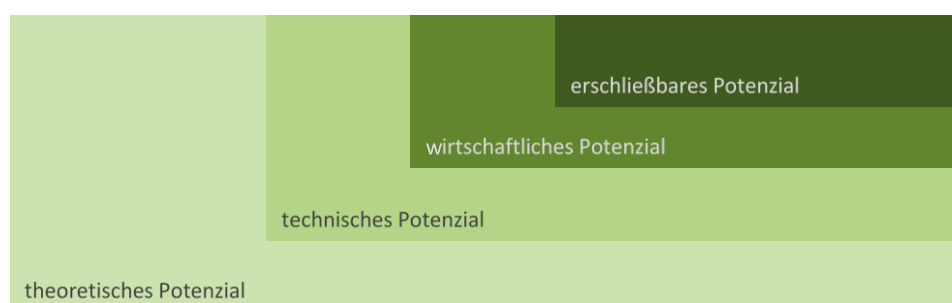 erschließbares Potenzial
wirtschaftliches Potenzial
technisches Potenzial
theoretisches Potenzial